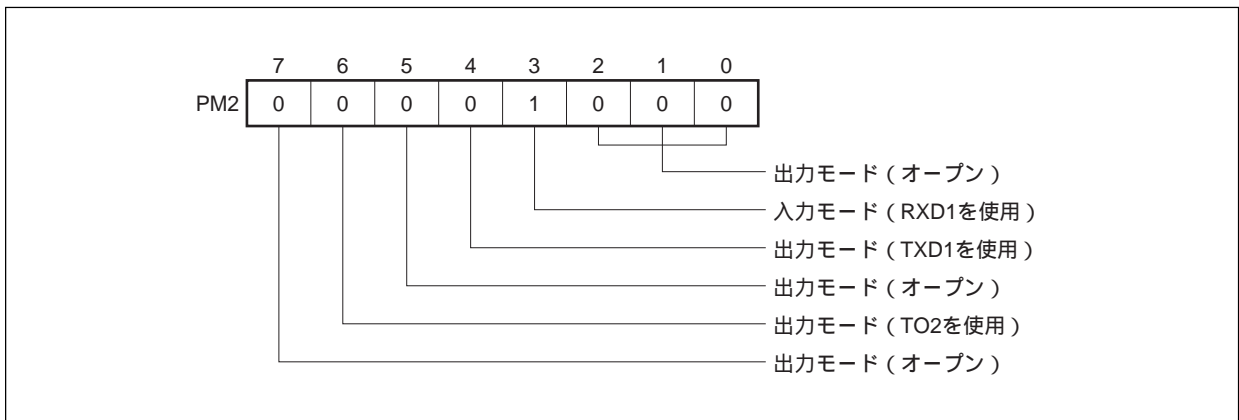 7 6 5 4 3 2 1 0
PM2 0 0 0 0 1 0 0 0
出力モード（オープン）
入力モード（RXD1を使用）
出力モード（TXD1を使用）
出力モード（オープン）
出力モード（TO2を使用）
出力モード（オープン）